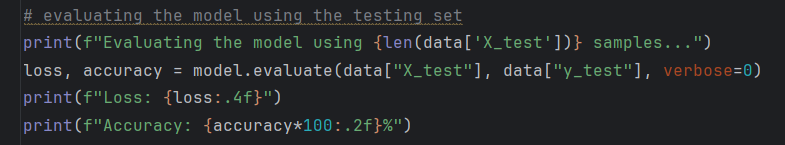 # evaluating the model using the testing set
print(f"Evaluating the model using {len(data['X_test'])} samples...")
loss, accuracy = model.evaluate(data["X_test"], data["y_test"], verbose=0)
print(f"Loss: {loss:.4f}")
print(f"Accuracy: {accuracy*100:.2f}%")